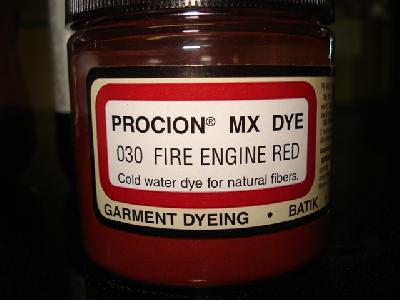 PROCION® MX DYE
030 FIRE ENGINE RED
Cold water dye for natural fibers.
GARMENT DYEING • BATIK •